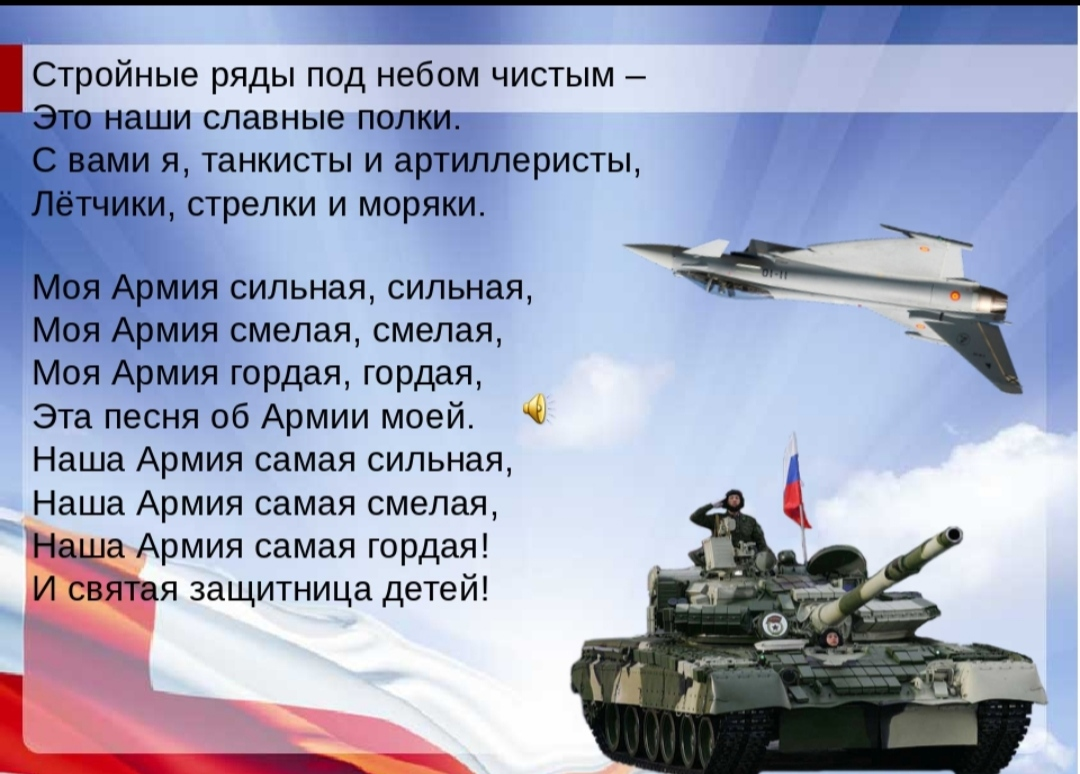 Стройные ряды под небом чистым –
Это наши славные полки.
С вами я, танкисты и артиллеристы,
Лётчики, стрелки и моряки.
Моя Армия сильная, сильная,
Моя Армия смелая, смелая,
Моя Армия гордая, гордая,
Эта песня об Армии моей.
Наша Армия самая сильная,
Наша Армия самая смелая,
Наша Армия самая гордая!
И святая защитница детей!